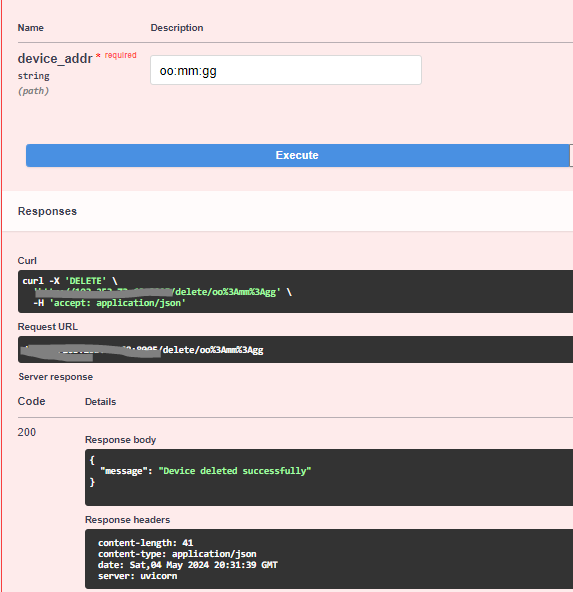 Name Description
device_addr * required
string
(path)
oo:mm:gg
Execute
Responses
Curl
curl -X 'DELETE' \
/delete/oo%3Amm%3Agg' \
-H 'accept: application/json'
Request URL
/delete/oo%3Amm%3Agg
Server response
Code Details
200
Response body
{
"message": "Device deleted successfully"
}
Response headers
content-length: 41
content-type: application/json
date: Sat,04 May 2024 20:31:39 GMT
server: uvicorn